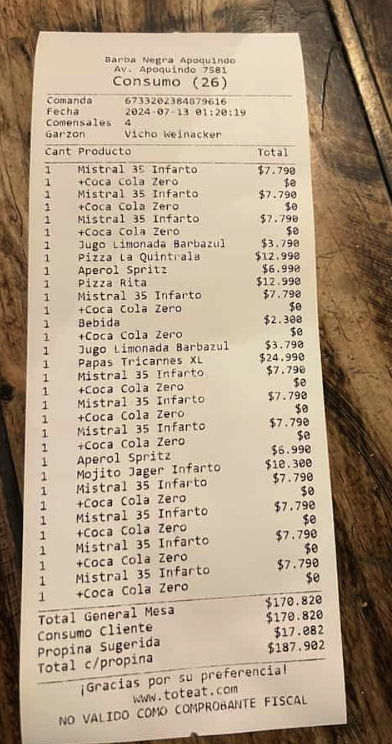 Barba Negra Apoquindo
Av. Apoquindo 7581
Consumo (26)
Comanda 6733202384879616
Fecha 2024-07-13 01:20:19
Comensales 4
Garzon Vicho Weinacker
Cant Producto Total
1 Mistral 35 Infarto $7.790
1 +Coca Cola Zero $0
1 Mistral 35 Infarto $7.790
1 +Coca Cola Zero $0
1 Mistral 35 Infarto $7.790
1 +Coca Cola Zero $0
1 Jugo Limonada Barbazul $3.790
1 Pizza La Quintrala $12.990
1 Aperol Spritz $6.990
1 Pizza Rita $12.990
1 Mistral 35 Infarto $7.790
1 +Coca Cola Zero $0
1 Bebida $2.300
1 +Coca Cola Zero $0
1 Jugo Limonada Barbazul $3.790
1 Papas Tricarnes XL $24.990
1 Mistral 35 Infarto $7.790
1 +Coca Cola Zero $0
1 Mistral 35 Infarto $7.790
1 +Coca Cola Zero $0
1 Mistral 35 Infarto $7.790
1 +Coca Cola Zero $0
1 Aperol Spritz $6.990
1 Mojito Jager Infarto $10.300
1 Mistral 35 Infarto $7.790
1 +Coca Cola Zero $0
1 Mistral 35 Infarto $7.790
1 +Coca Cola Zero $0
1 Mistral 35 Infarto $7.790
1 +Coca Cola Zero $0
1 Mistral 35 Infarto $7.790
1 +Coca Cola Zero $0
Total General Mesa $170.820
Consumo Cliente $170.820
Propina Sugerida $17.082
Total c/propina $187.902
¡Gracias por su preferencia!
www.toteat.com
NO VALIDO COMO COMPROBANTE FISCAL